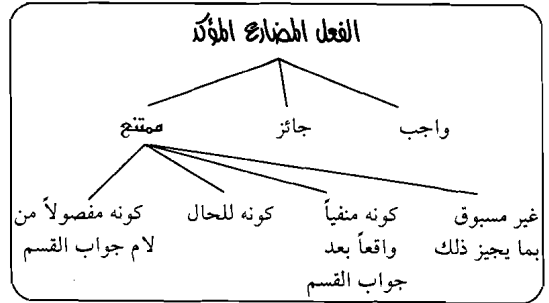 الفعل المضارع المؤكد
واجب
جائز
ممتنع
غير مسبوق
بما يجيز ذلك
كونه منفياً
واقعاً بعد
جواب القسم
كونه للحال
كونه مفصولاً من
لام جواب القسم